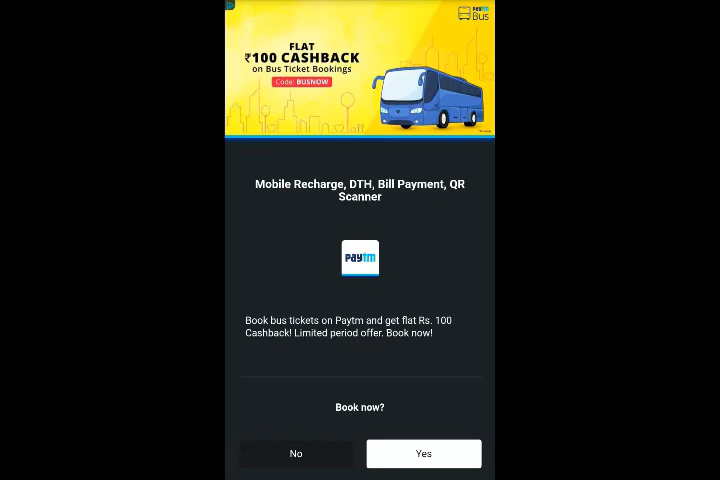 paytm
Bus
FLAT
₹100 CASHBACK
on Bus Ticket Bookings
Code: BUSNOW
Mobile Recharge, DTH, Bill Payment, QR
Scanner
paytm
Book bus tickets on Paytm and get flat Rs. 100
Cashback! Limited period offer. Book now!
Book now?
No
Yes